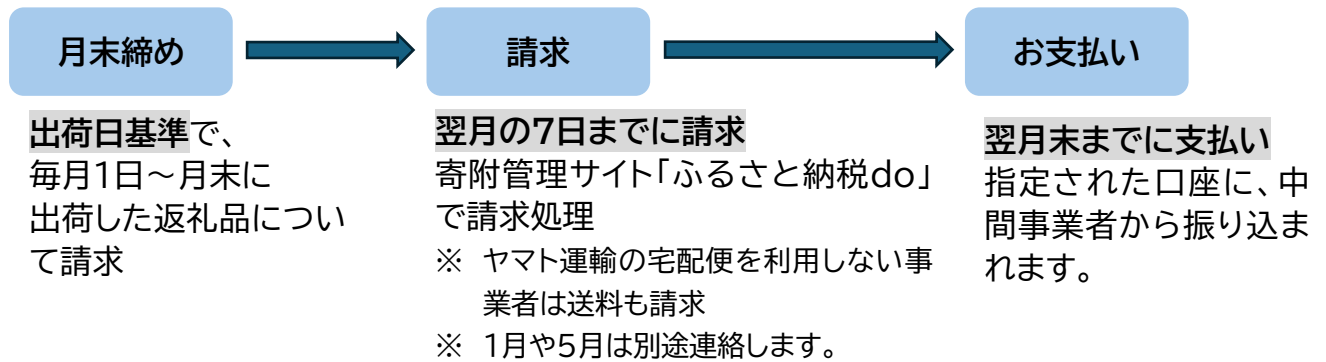 月末締め
請求
お支払い
出荷日基準で、
毎月1日～月末に
出荷した返礼品につい
て請求
翌月の7日までに請求
寄附管理サイト「ふるさと納税do」
で請求処理
※ ヤマト運輸の宅配便を利用しない事
業者は送料も請求
※ 1月や5月は別途連絡します。
翌月末までに支払い
指定された口座に、中
間事業者から振り込ま
れます。